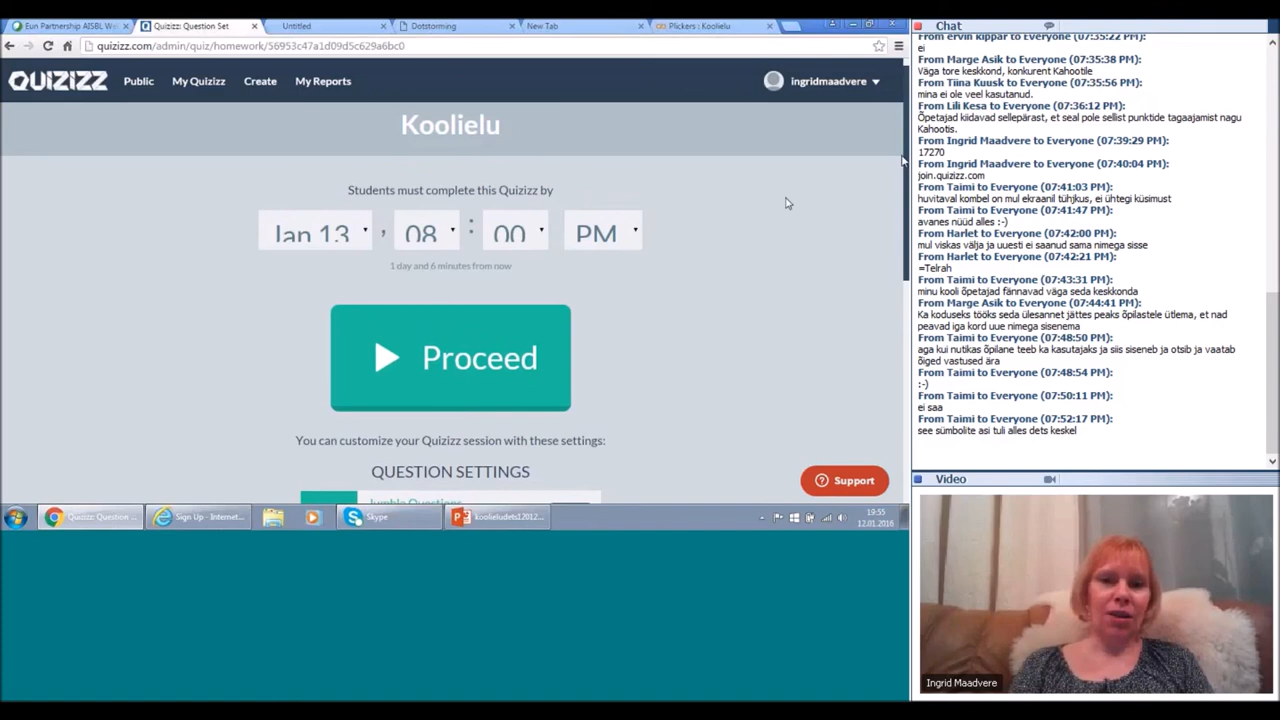 Eun Partnership AISBL
Quizizz: Question Set
Untitled
Dotstorming
New Tab
Plickers : Koolielu
quizizz.com/admin/quiz/homework/56953c47a1d09d5c629a6bc0
QUIZIZZ
Public
My Quizizz
Create
My Reports
ingridmaadvere
Koolielu
Students must complete this Quizizz by
Jan 13 , 08 : 00 PM
1 day and 6 minutes from now
Proceed
You can customize your Quizizz session with these settings:
QUESTION SETTINGS
Jumble Questions
Support
Quizizz: Question ...
Sign Up - Internet...
Skype
koolieludets12012...
19:55
12.01.2016
Chat
From ervin kippar to Everyone (07:35:22 PM):
ei
From Marge Asik to Everyone (07:35:38 PM):
Väga tore keskkond, konkurent Kahootile
From Tiina Kuusk to Everyone (07:35:56 PM):
mina ei ole veel kasutanud.
From Lili Kesa to Everyone (07:36:12 PM):
Õpetajad kiidavad sellepärast, et seal pole sellist punktide tagaajamist nagu
Kahootis.
From Ingrid Maadvere to Everyone (07:39:29 PM):
17270
From Ingrid Maadvere to Everyone (07:40:04 PM):
join.quizizz.com
From Taimi to Everyone (07:41:03 PM):
huvitaval kombel on mul ekraanil tühjkus, ei ühtegi küsimust
From Taimi to Everyone (07:41:47 PM):
avanes nüüd alles :-)
From Harlet to Everyone (07:42:00 PM):
mul viskas välja ja uuesti ei saanud sama nimega sisse
From Harlet to Everyone (07:42:21 PM):
=Telrah
From Taimi to Everyone (07:43:31 PM):
minu kooli õpetajad fännavad väga seda keskkonda
From Marge Asik to Everyone (07:44:41 PM):
Ka koduseks tööks seda ülesannet jättes peaks õpilastele ütlema, et nad
peavad iga kord uue nimega sisenema
From Taimi to Everyone (07:48:50 PM):
aga kui nutikas õpilane teeb ka kasutajaks ja siis siseneb ja otsib ja vaatab
õiged vastused ära
From Taimi to Everyone (07:48:54 PM):
:-)
From Taimi to Everyone (07:50:11 PM):
ei saa
From Taimi to Everyone (07:52:17 PM):
see sümbolite asi tuli alles dets keskel
Video
Ingrid Maadvere